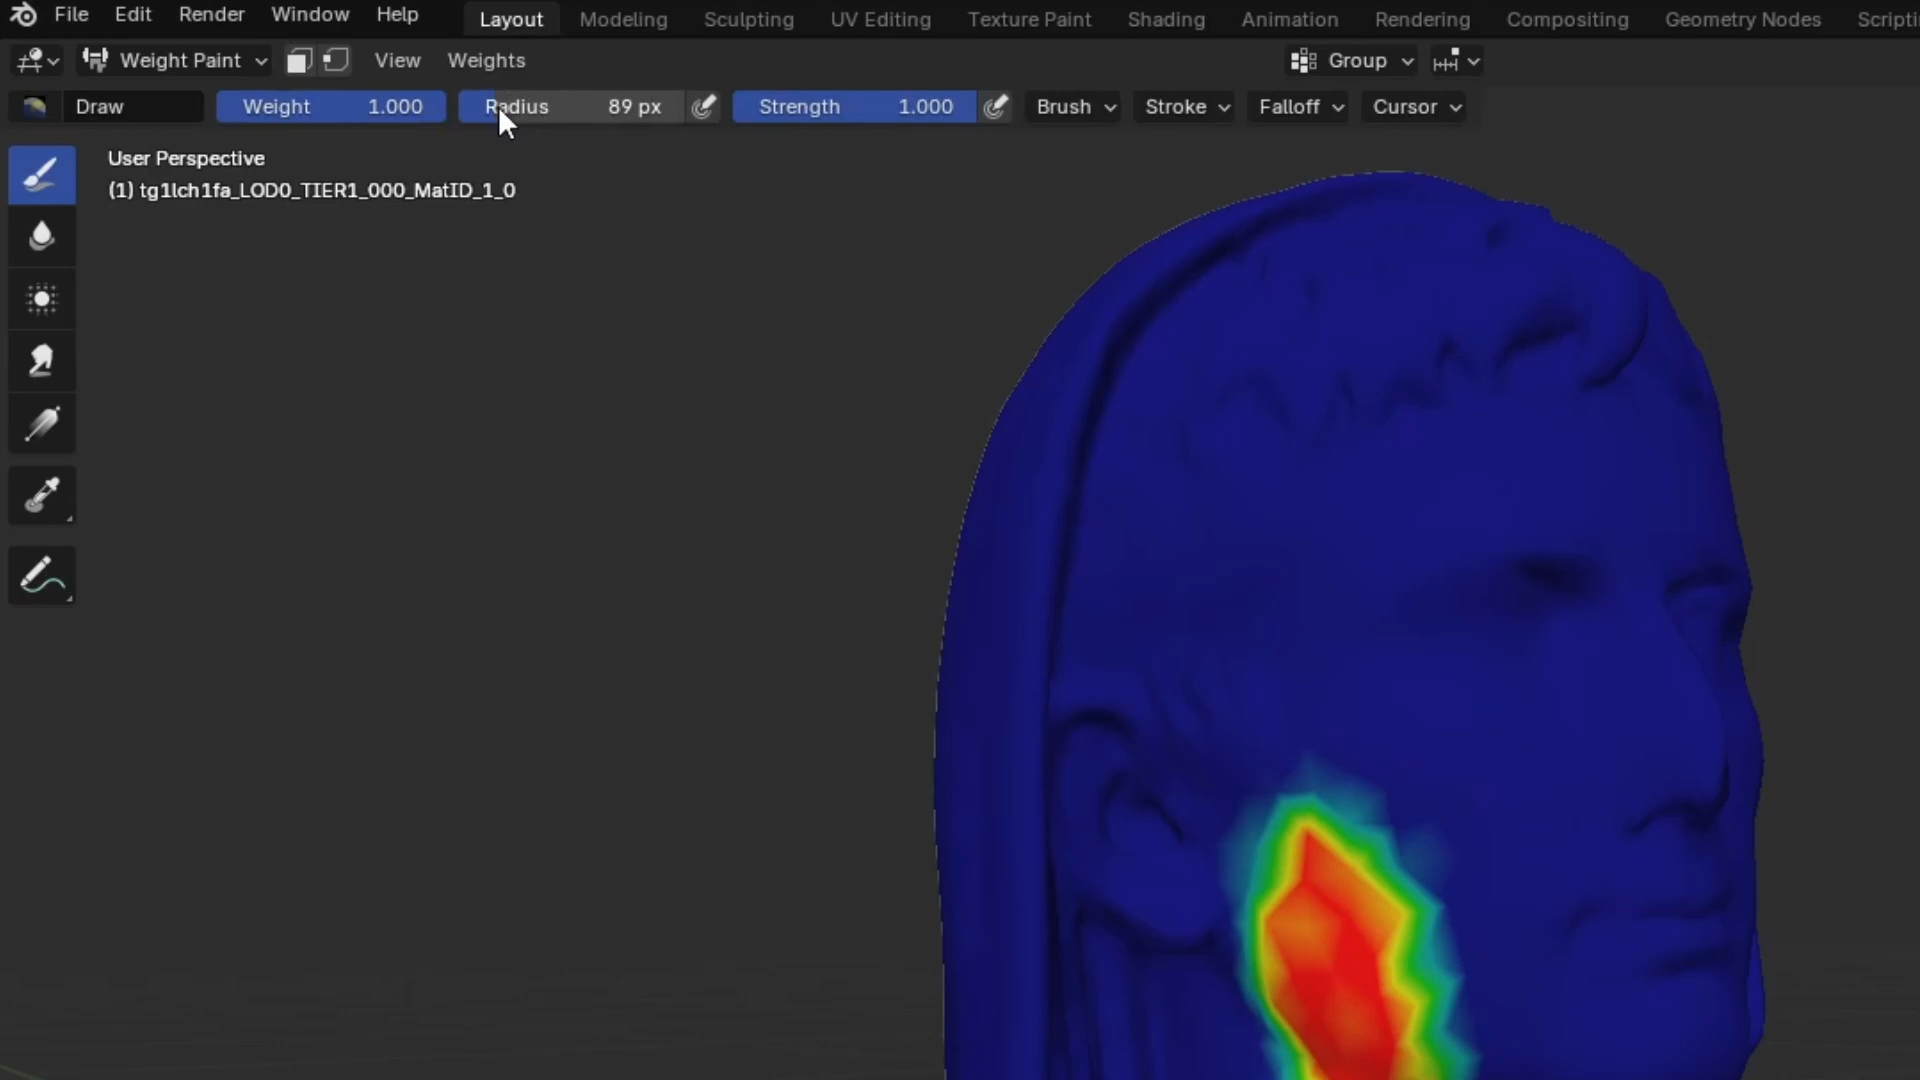 File Edit Render Window Help Layout Modeling Sculpting UV Editing Texture Paint Shading Animation Rendering Compositing Geometry Nodes Scripti
Weight Paint View Weights Group
Draw Weight 1.000 Radius 89 px Strength 1.000 Brush Stroke Falloff Cursor
User Perspective
(1) tg1lch1fa_LOD0_TIER1_000_MatID_1_0